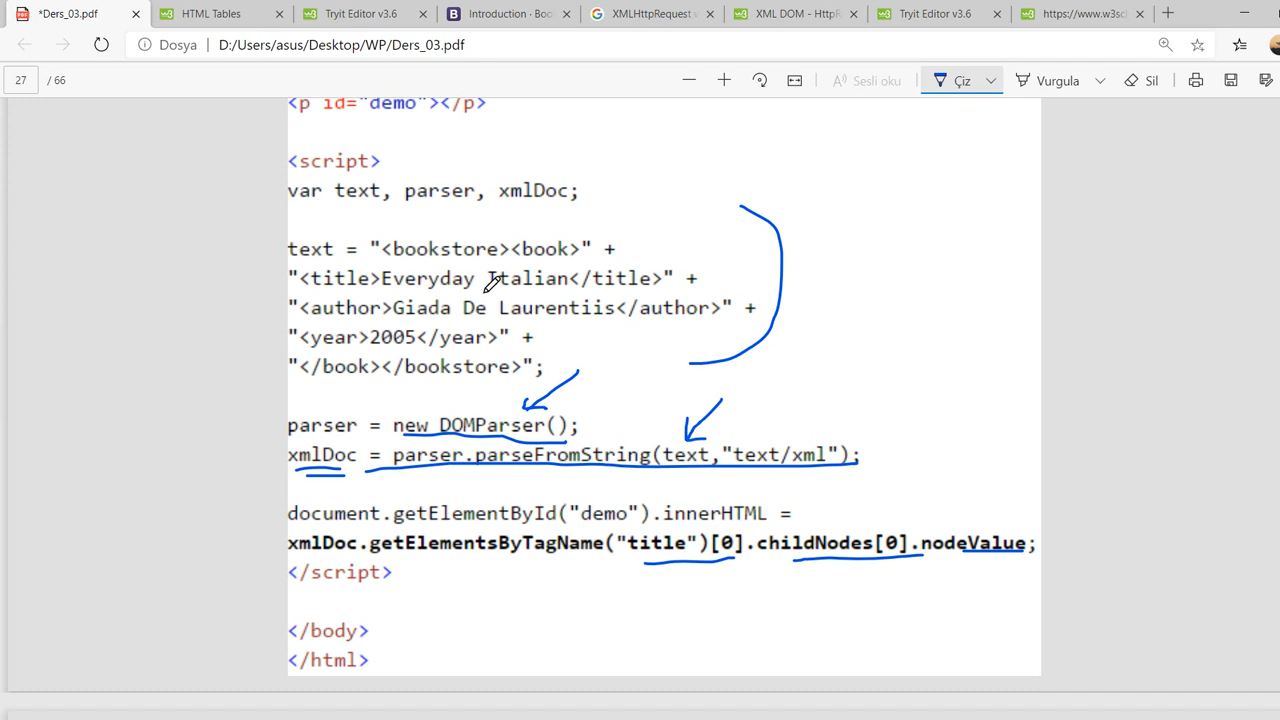 *Ders_03.pdf
HTML Tables
Tryit Editor v3.6
Introduction · Boo
XMLHttpRequest v
XML DOM - HttpR
Tryit Editor v3.6
https://www.w3sc
Dosya
D:/Users/asus/Desktop/WP/Ders_03.pdf
27 / 66
Sesli oku
Çiz
Vurgula
Sil
<p id="demo"></p>
<script>
var text, parser, xmlDoc;
text = "<bookstore><book>" +
"<title>Everyday Italian</title>" +
"<author>Giada De Laurentiis</author>" +
"<year>2005</year>" +
"</book></bookstore>";
parser = new DOMParser();
xmlDoc = parser.parseFromString(text,"text/xml");
document.getElementById("demo").innerHTML =
xmlDoc.getElementsByTagName("title")[0].childNodes[0].nodeValue;
</script>
</body>
</html>